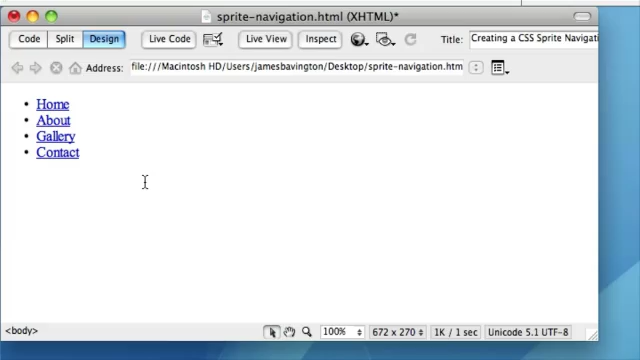 sprite-navigation.html (XHTML)*
Code Split Design Live Code Live View Inspect Title: Creating a CSS Sprite Navigati
Address: file:///Macintosh HD/Users/jamesbavington/Desktop/sprite-navigation.htm
• Home
• About
• Gallery
• Contact
<body> 100% 672 x 270 1K / 1 sec Unicode 5.1 UTF-8